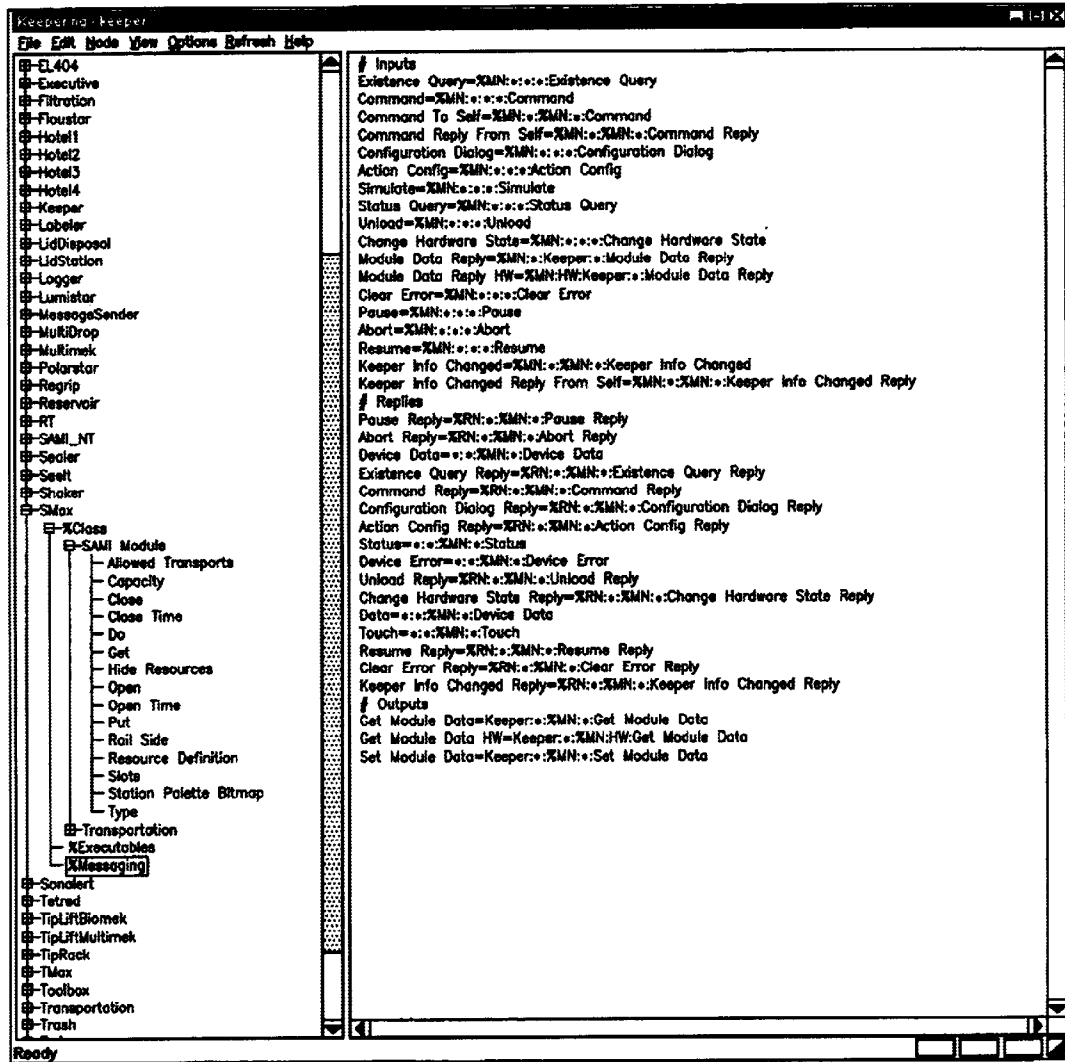 Keeper.na - keeper
File Edit Node View Options Refresh Help
EL404
Executive
Filtration
Floustar
Hotel1
Hotel2
Hotel3
Hotel4
Keeper
Labeler
LidDisposal
LidStation
Logger
Lumistar
MessageSender
MultiDrop
Multimek
Polarstar
Regrip
Reservoir
RT
SAMI_NT
Sealer
SeeIt
Shaker
SMax
%Class
SAMI Module
Allowed Transports
Capacity
Close
Close Time
Do
Get
Hide Resources
Open
Open Time
Put
Rail Side
Resource Definition
Slots
Station Palette Bitmap
Type
Transportation
%Executables
%Messaging
Sonalert
Tetrad
TipLiftBiomek
TipLiftMultimek
TipRack
TMax
Toolbox
Transportation
Trash
# Inputs
Existence Query=%MN:*:*:*:Existence Query
Command=%MN:*:*:*:Command
Command To Self=%MN:*:%MN:*:Command
Command Reply From Self=%MN:*:%MN:*:Command Reply
Configuration Dialog=%MN:*:*:*:Configuration Dialog
Action Config=%MN:*:*:*:Action Config
Simulate=%MN:*:*:*:Simulate
Status Query=%MN:*:*:*:Status Query
Unload=%MN:*:*:*:Unload
Change Hardware State=%MN:*:*:*:Change Hardware State
Module Data Reply=%MN:*:Keeper:*:Module Data Reply
Module Data Reply HW=%MN:HW:Keeper:*:Module Data Reply
Clear Error=%MN:*:*:*:Clear Error
Pause=%MN:*:*:*:Pause
Abort=%MN:*:*:*:Abort
Resume=%MN:*:*:*:Resume
Keeper Info Changed=%MN:*:%MN:*:Keeper Info Changed
Keeper Info Changed Reply From Self=%MN:*:%MN:*:Keeper Info Changed Reply
# Replies
Pause Reply=%RN:*:%MN:*:Pause Reply
Abort Reply=%RN:*:%MN:*:Abort Reply
Device Data=*:*:%MN:*:Device Data
Existence Query Reply=%RN:*:%MN:*:Existence Query Reply
Command Reply=%RN:*:%MN:*:Command Reply
Configuration Dialog Reply=%RN:*:%MN:*:Configuration Dialog Reply
Action Config Reply=%RN:*:%MN:*:Action Config Reply
Status=*:*:%MN:*:Status
Device Error=*:*:%MN:*:Device Error
Unload Reply=%RN:*:%MN:*:Unload Reply
Change Hardware State Reply=%RN:*:%MN:*:Change Hardware State Reply
Data=*:*:%MN:*:Device Data
Touch=*:*:%MN:*:Touch
Resume Reply=%RN:*:%MN:*:Resume Reply
Clear Error Reply=%RN:*:%MN:*:Clear Error Reply
Keeper Info Changed Reply=%RN:*:%MN:*:Keeper Info Changed Reply
# Outputs
Get Module Data=Keeper:*:%MN:*:Get Module Data
Get Module Data HW=Keeper:*:%MN:HW:Get Module Data
Set Module Data=Keeper:*:%MN:*:Set Module Data
Ready